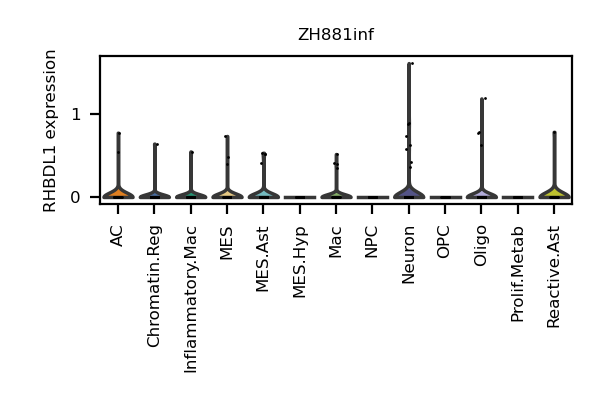 ZH881inf
RHBDL1 expression
1
0
AC
Chromatin.Reg
Inflammatory.Mac
MES
MES.Ast
MES.Hyp
Mac
NPC
Neuron
OPC
Oligo
Prolif.Metab
Reactive.Ast